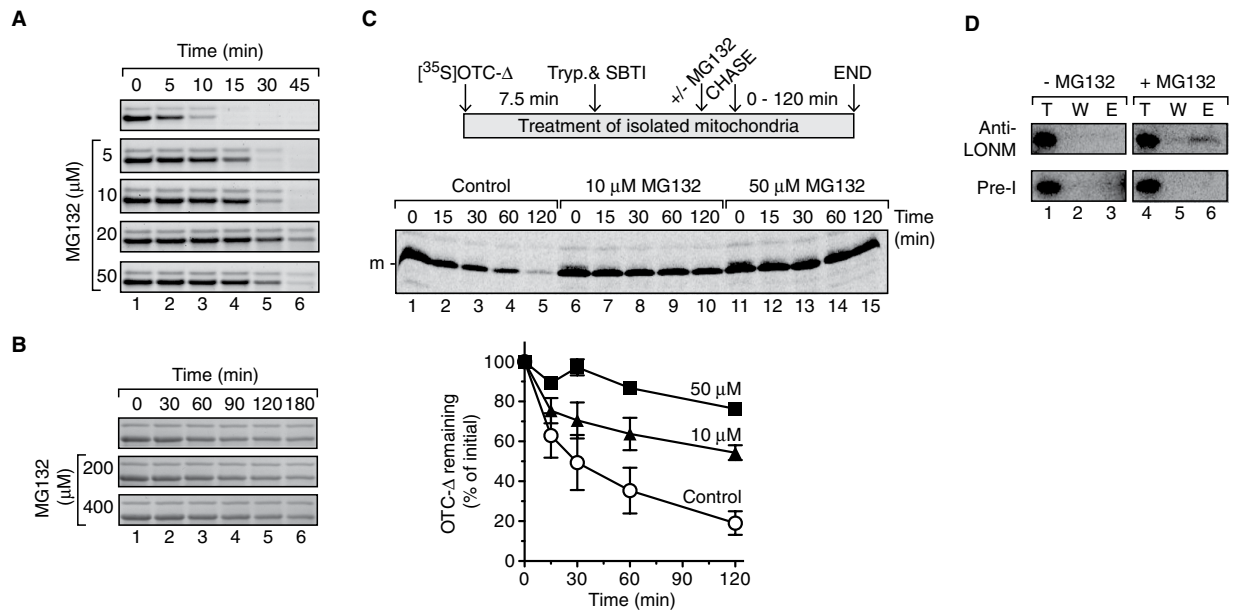 A
Time (min)
0 5 10 15 30 45
MG132 (μM)
5
10
20
50
1 2 3 4 5 6
B
Time (min)
0 30 60 90 120 180
MG132 (μM)
200
400
1 2 3 4 5 6
C
[35S]OTC-Δ
Tryp.& SBTI
+/- MG132
CHASE
END
7.5 min
0 - 120 min
Treatment of isolated mitochondria
Control 10 μM MG132 50 μM MG132
0 15 30 60 120 0 15 30 60 120 0 15 30 60 120 Time (min)
m
1 2 3 4 5 6 7 8 9 10 11 12 13 14 15
OTC-Δ remaining
(% of initial)
100
80
60
40
20
0
50 μM
10 μM
Control
0 30 60 90 120
Time (min)
D
- MG132 + MG132
T W E T W E
Anti-
LONM
Pre-I
1 2 3 4 5 6